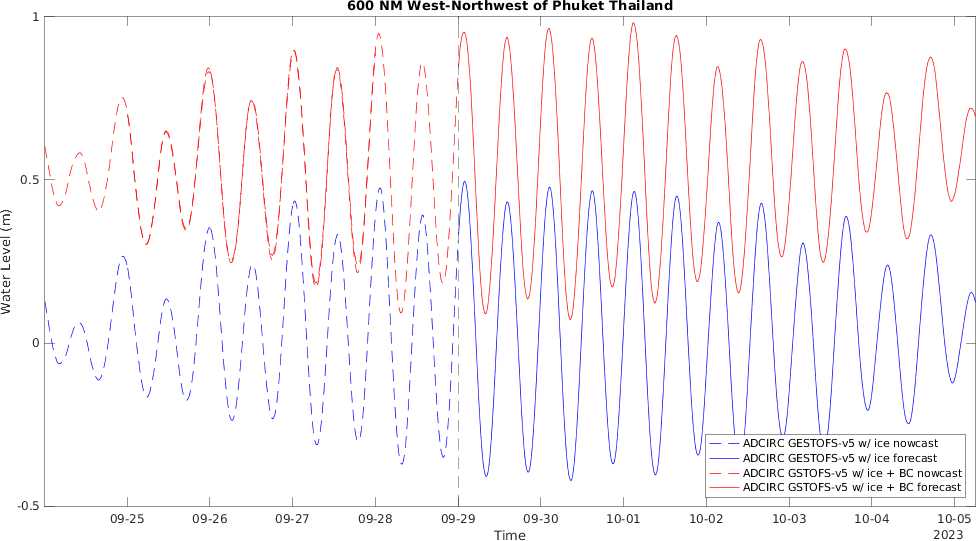 600 NM West-Northwest of Phuket Thailand
1
0.5
0
-0.5
Water Level (m)
ADCIRC GESTOFS-v5 w/ ice nowcast
ADCIRC GESTOFS-v5 w/ ice forecast
ADCIRC GSTOFS-v5 w/ ice + BC nowcast
ADCIRC GSTOFS-v5 w/ ice + BC forecast
09-25 09-26 09-27 09-28 09-29 09-30 10-01 10-02 10-03 10-04 10-05
Time
2023